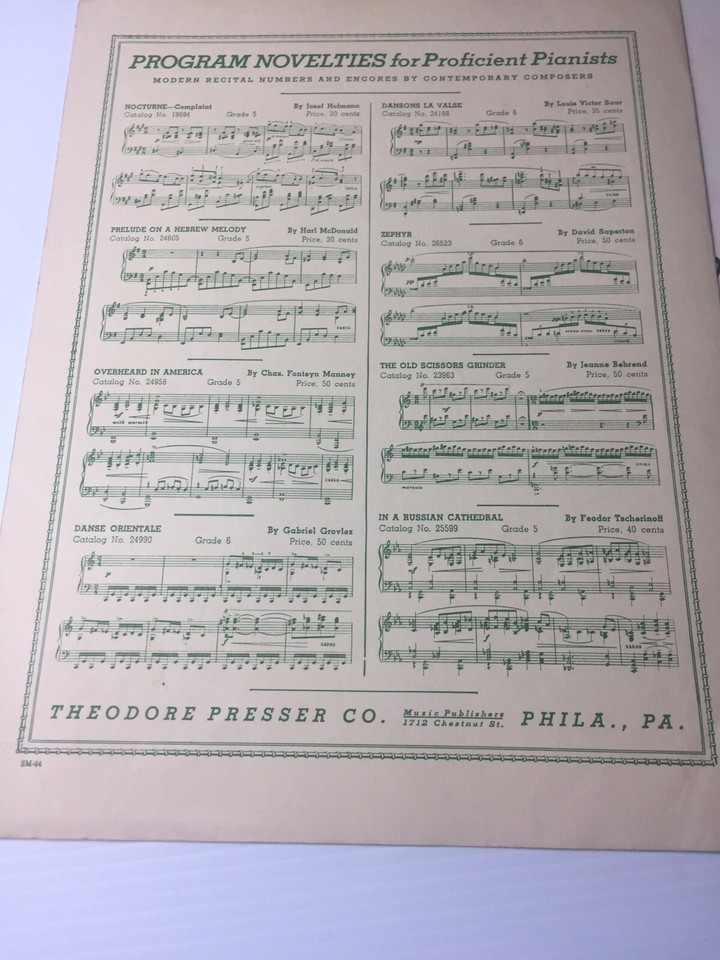 PROGRAM NOVELTIES for Proficient Pianists
MODERN RECITAL NUMBERS AND ENCORES BY CONTEMPORARY COMPOSERS
NOCTURNE—Complaint By Josef Hofmann
Catalog No. 18694 Grade 5 Price, 30 cents
PRELUDE ON A HEBREW MELODY By Harl McDonald
Catalog No. 24805 Grade 5 Price, 30 cents
OVERHEARD IN AMERICA By Chas. Fonteyn Manney
Catalog No. 24958 Grade 5 Price, 50 cents
with warmth
DANSE ORIENTALE By Gabriel Grovlez
Catalog No. 24990 Grade 6 Price, 50 cents
DANSONS LA VALSE By Louis Victor Saar
Catalog No. 24198 Grade 6 Price, 35 cents
mp
ZEPHYR By David Saperton
Catalog No. 26523 Grade 6 Price, 50 cents
pp
THE OLD SCISSORS GRINDER By Jeanne Behrend
Catalog No. 23963 Grade 5 Price, 50 cents
p
marcato
IN A RUSSIAN CATHEDRAL By Feodor Tscherinoff
Catalog No. 25599 Grade 5 Price, 40 cents
THEODORE PRESSER CO. Music Publishers
1712 Chestnut St. PHILA., PA.
SM-44